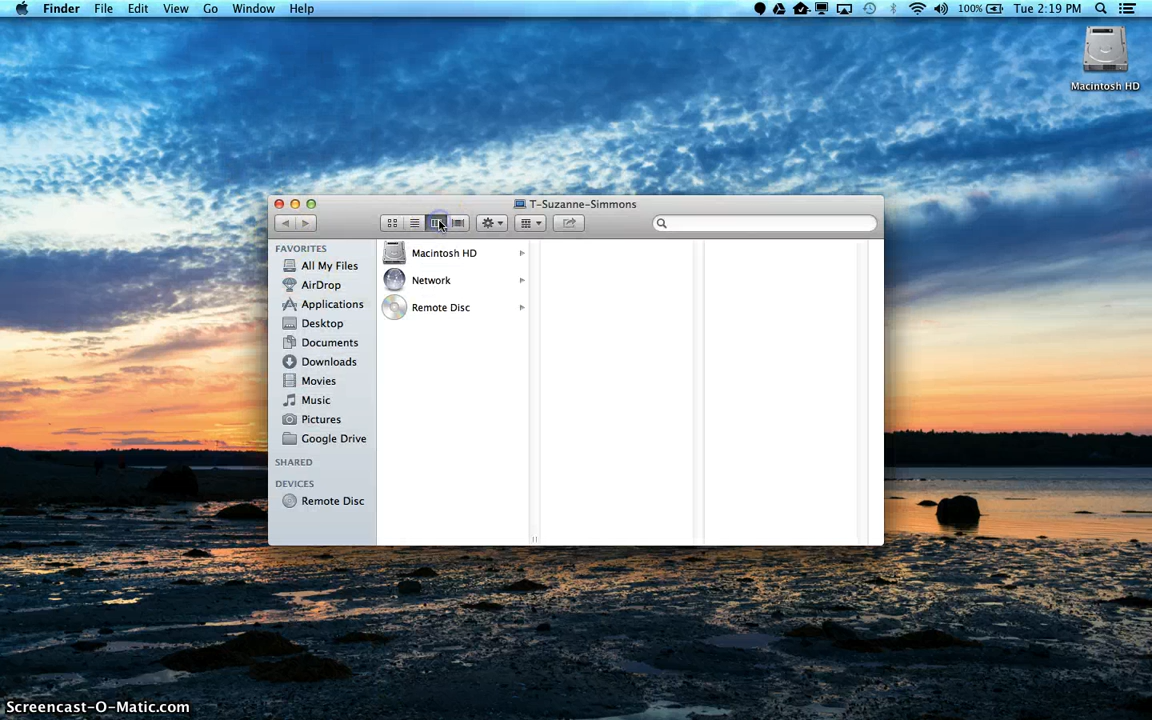 Finder File Edit View Go Window Help 100% Tue 2:19 PM
Macintosh HD
T-Suzanne-Simmons
FAVORITES
All My Files
AirDrop
Applications
Desktop
Documents
Downloads
Movies
Music
Pictures
Google Drive
SHARED
DEVICES
Remote Disc
Macintosh HD
Network
Remote Disc
Screencast-O-Matic.com